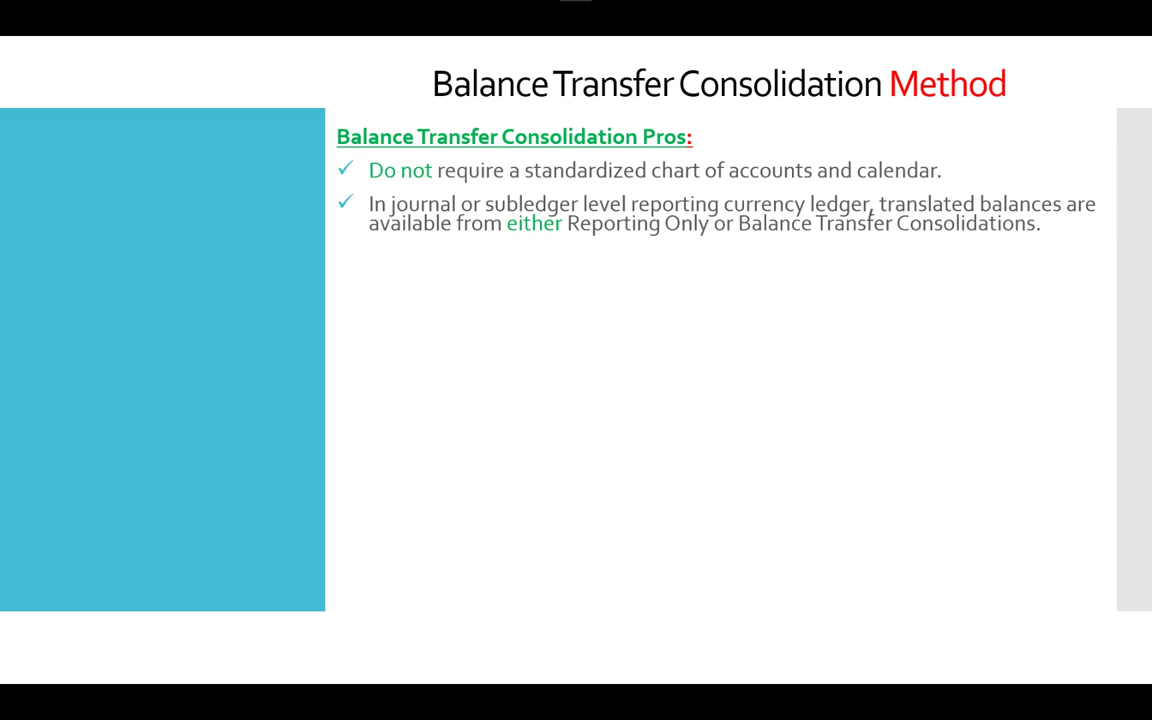 Balance Transfer Consolidation Method
Balance Transfer Consolidation Pros:
✓ Do not require a standardized chart of accounts and calendar.
✓ In journal or subledger level reporting currency ledger, translated balances are
available from either Reporting Only or Balance Transfer Consolidations.